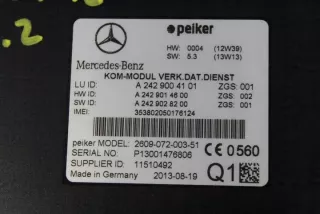 .2
peiker
HW: 0004 (12W39)
SW: 5.3 (13W13)
Mercedes-Benz
KOM-MODUL VERK.DAT.DIENST
LU ID: A 242 900 41 01 ZGS: 001
HW ID: A 242 901 46 00 ZGS: 001
SW ID: A 242 902 82 00 ZGS: 001
IMEI: 353802050176124
peiker MODEL: 2609-072-003-51
SERIAL NO: P13001476806
SUPPLIER ID 11510492
Made in Germany 2013-08-19
CE 0560
Q1